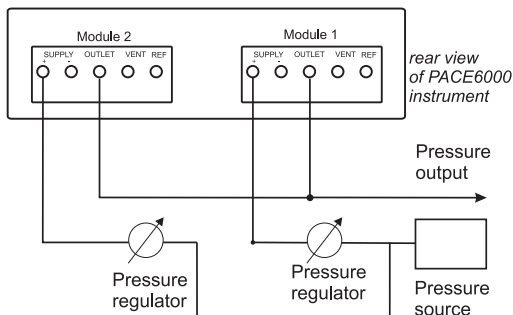 Module 2
SUPPLY OUTLET VENT REF
+ -
Module 1
SUPPLY OUTLET VENT REF
+ -
rear view
of PACE6000
instrument
Pressure
output
Pressure
regulator
Pressure
regulator
Pressure
source